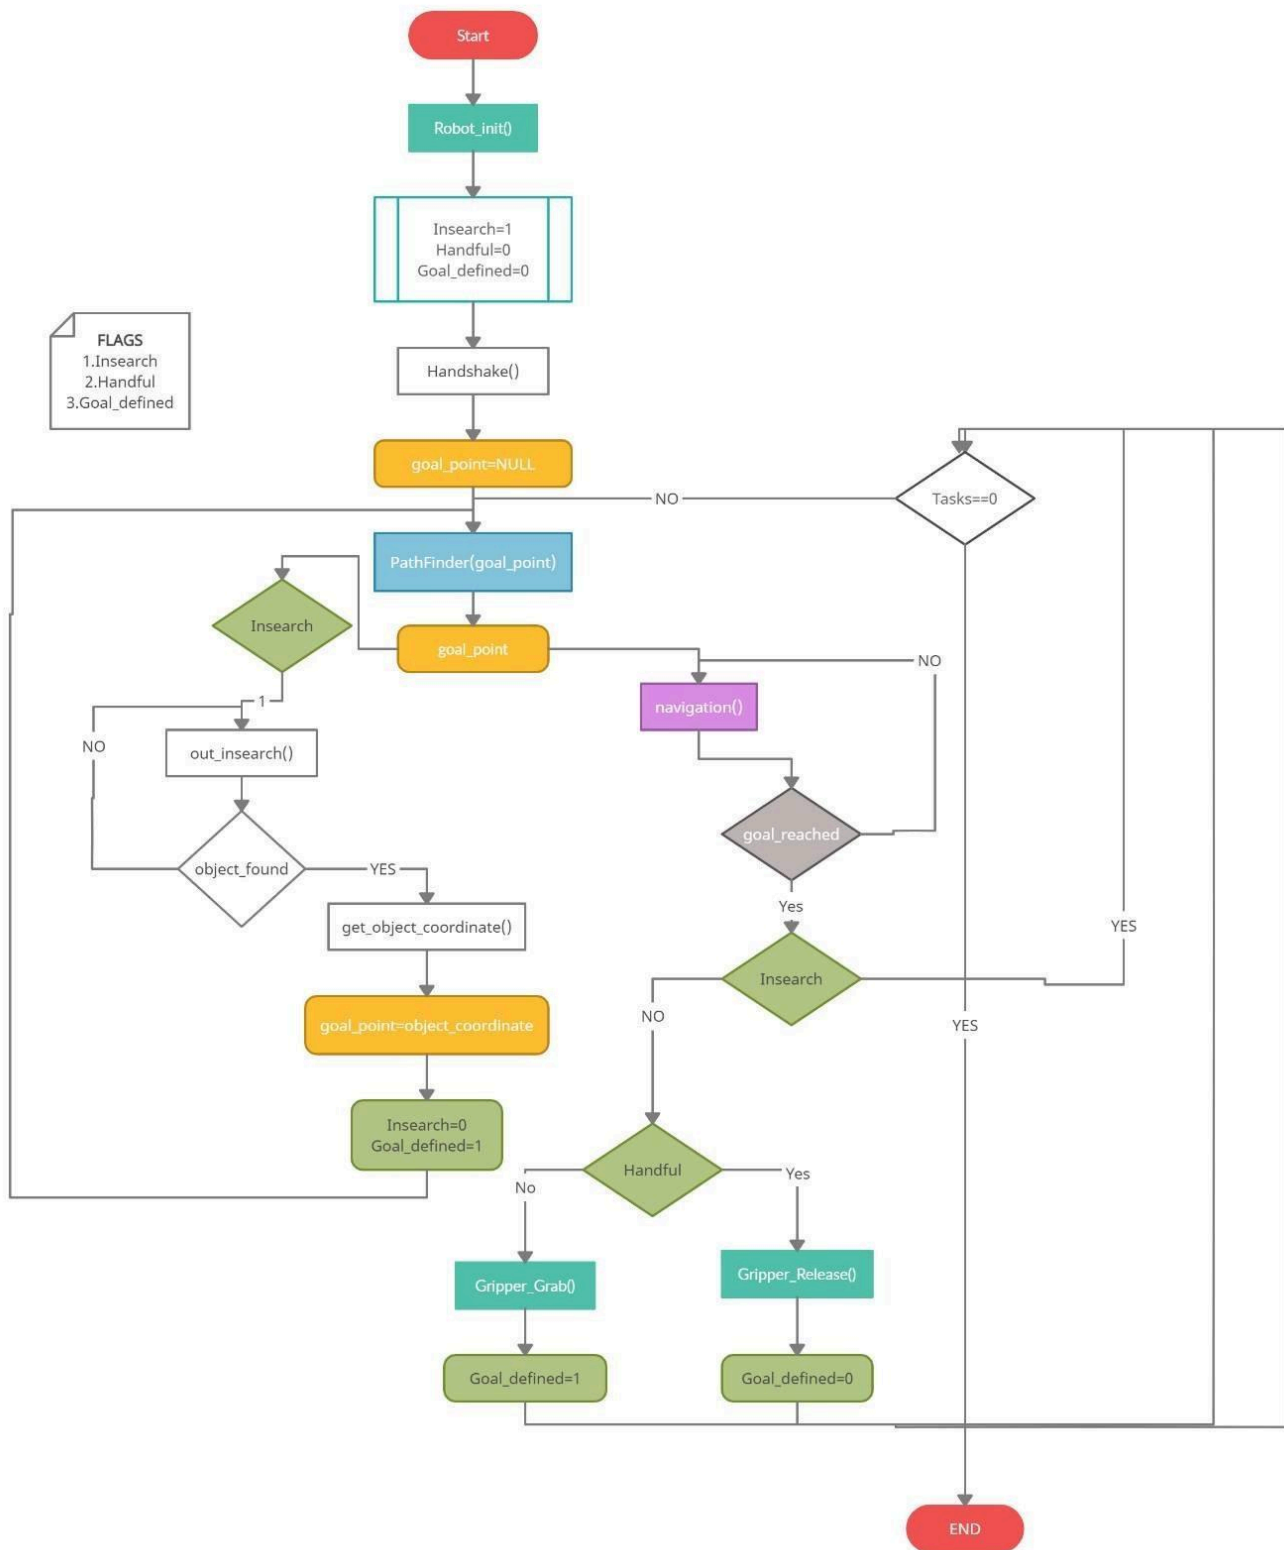 Start
Robot_init()
Insearch=1
Handful=0
Goal_defined=0
FLAGS
1.Insearch
2.Handful
3.Goal_defined
Handshake()
goal_point=NULL
NO
Tasks==0
PathFinder(goal_point)
Insearch
goal_point
NO
1
navigation()
NO
out_insearch()
goal_reached
object_found
YES
Yes
get_object_coordinate()
YES
Insearch
NO
goal_point=object_coordinate
YES
Insearch=0
Goal_defined=1
Handful
No
Yes
Gripper_Grab()
Gripper_Release()
Goal_defined=1
Goal_defined=0
END